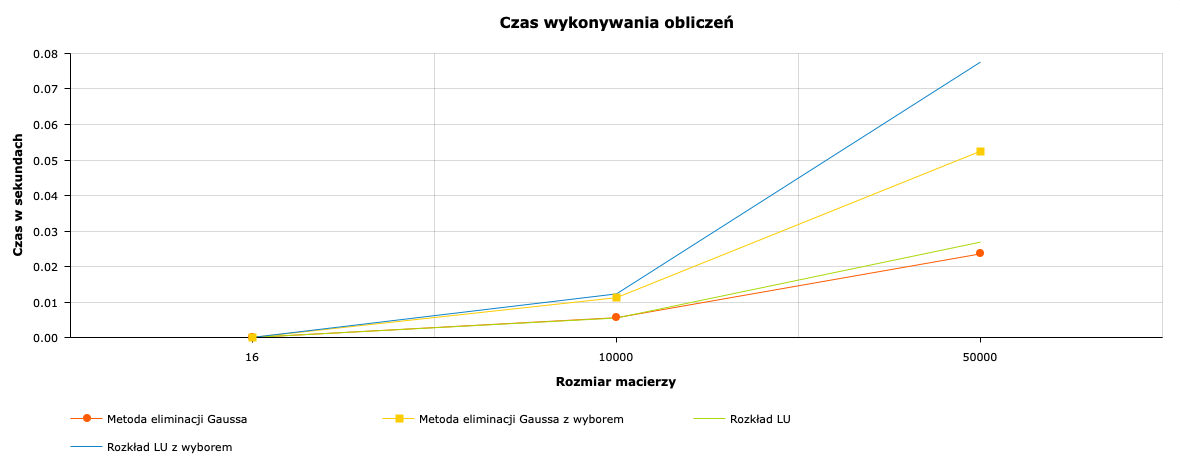 Czas wykonywania obliczeń
0.08
0.07
0.06
0.05
0.04
0.03
0.02
0.01
0.00
Czas w sekundach
16 10000 50000
Rozmiar macierzy
Metoda eliminacji Gaussa Metoda eliminacji Gaussa z wyborem Rozkład LU
Rozkład LU z wyborem